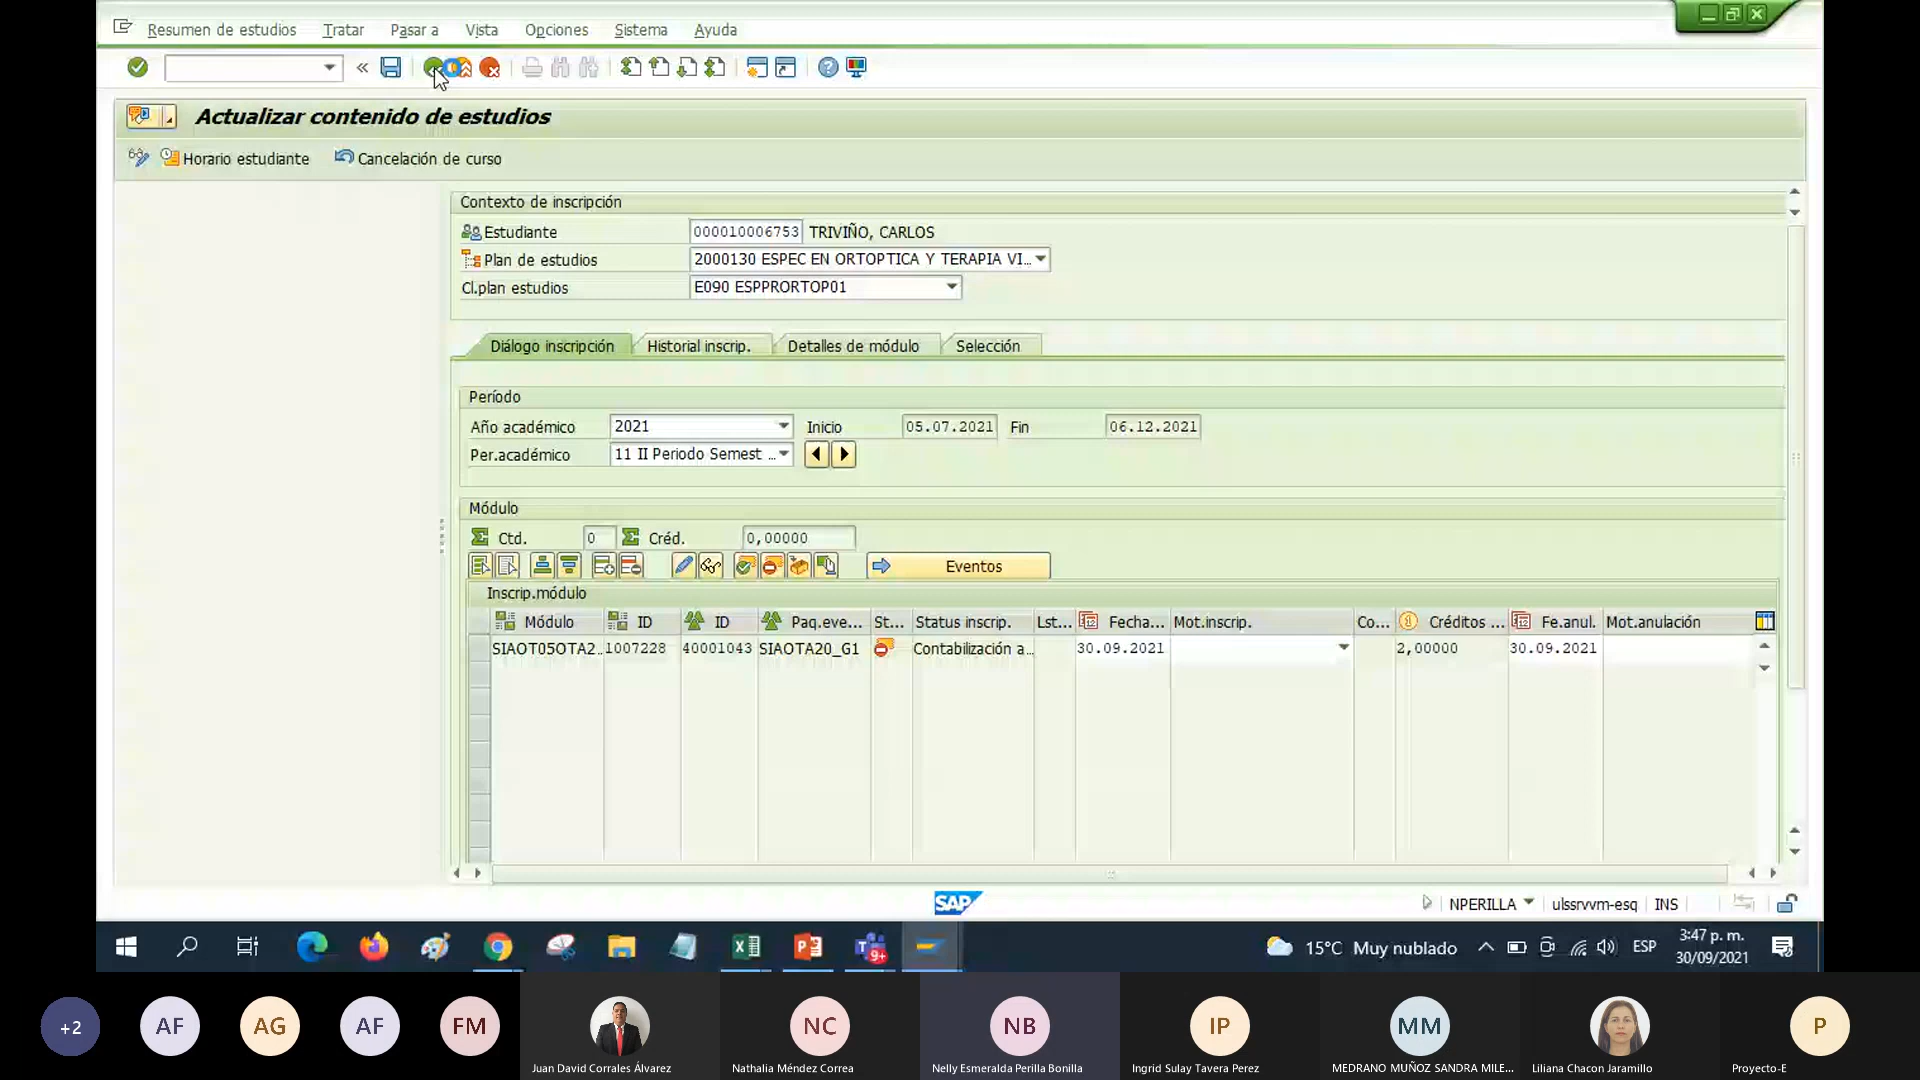 Resumen de estudios Tratar Pasar a Vista Opciones Sistema Ayuda
Actualizar contenido de estudios
Horario estudiante Cancelación de curso
Contexto de inscripción
Estudiante 000010006753 TRIVIÑO, CARLOS
Plan de estudios 2000130 ESPEC EN ORTOPTICA Y TERAPIA VI...
Cl.plan estudios E090 ESPPRORTOP01
Diálogo inscripción Historial inscrip. Detalles de módulo Selección
Período
Año académico 2021 Inicio 05.07.2021 Fin 06.12.2021
Per.académico 11 II Periodo Semest ...
Módulo
Ctd. 0 Créd. 0,00000
Eventos
Inscrip.módulo
Módulo ID ID Paq.eve... St... Status inscrip. Lst... Fecha... Mot.inscrip. Co... Créditos ... Fe.anul. Mot.anulación
SIAOT05OTA2... 1007228 40001043 SIAOTA20_G1 Contabilización a... 30.09.2021 2,00000 30.09.2021
SAP NPERILLA ulssrvvm-esq INS
9+ 15°C Muy nublado ESP 3:47 p. m.
30/09/2021
+2 AF AG AF FM NC NB IP MM P
Juan David Corrales Álvarez Nathalia Méndez Correa Nelly Esmeralda Perilla Bonilla Ingrid Sulay Tavera Perez MEDRANO MUÑOZ SANDRA MILE... Liliana Chacon Jaramillo Proyecto-E